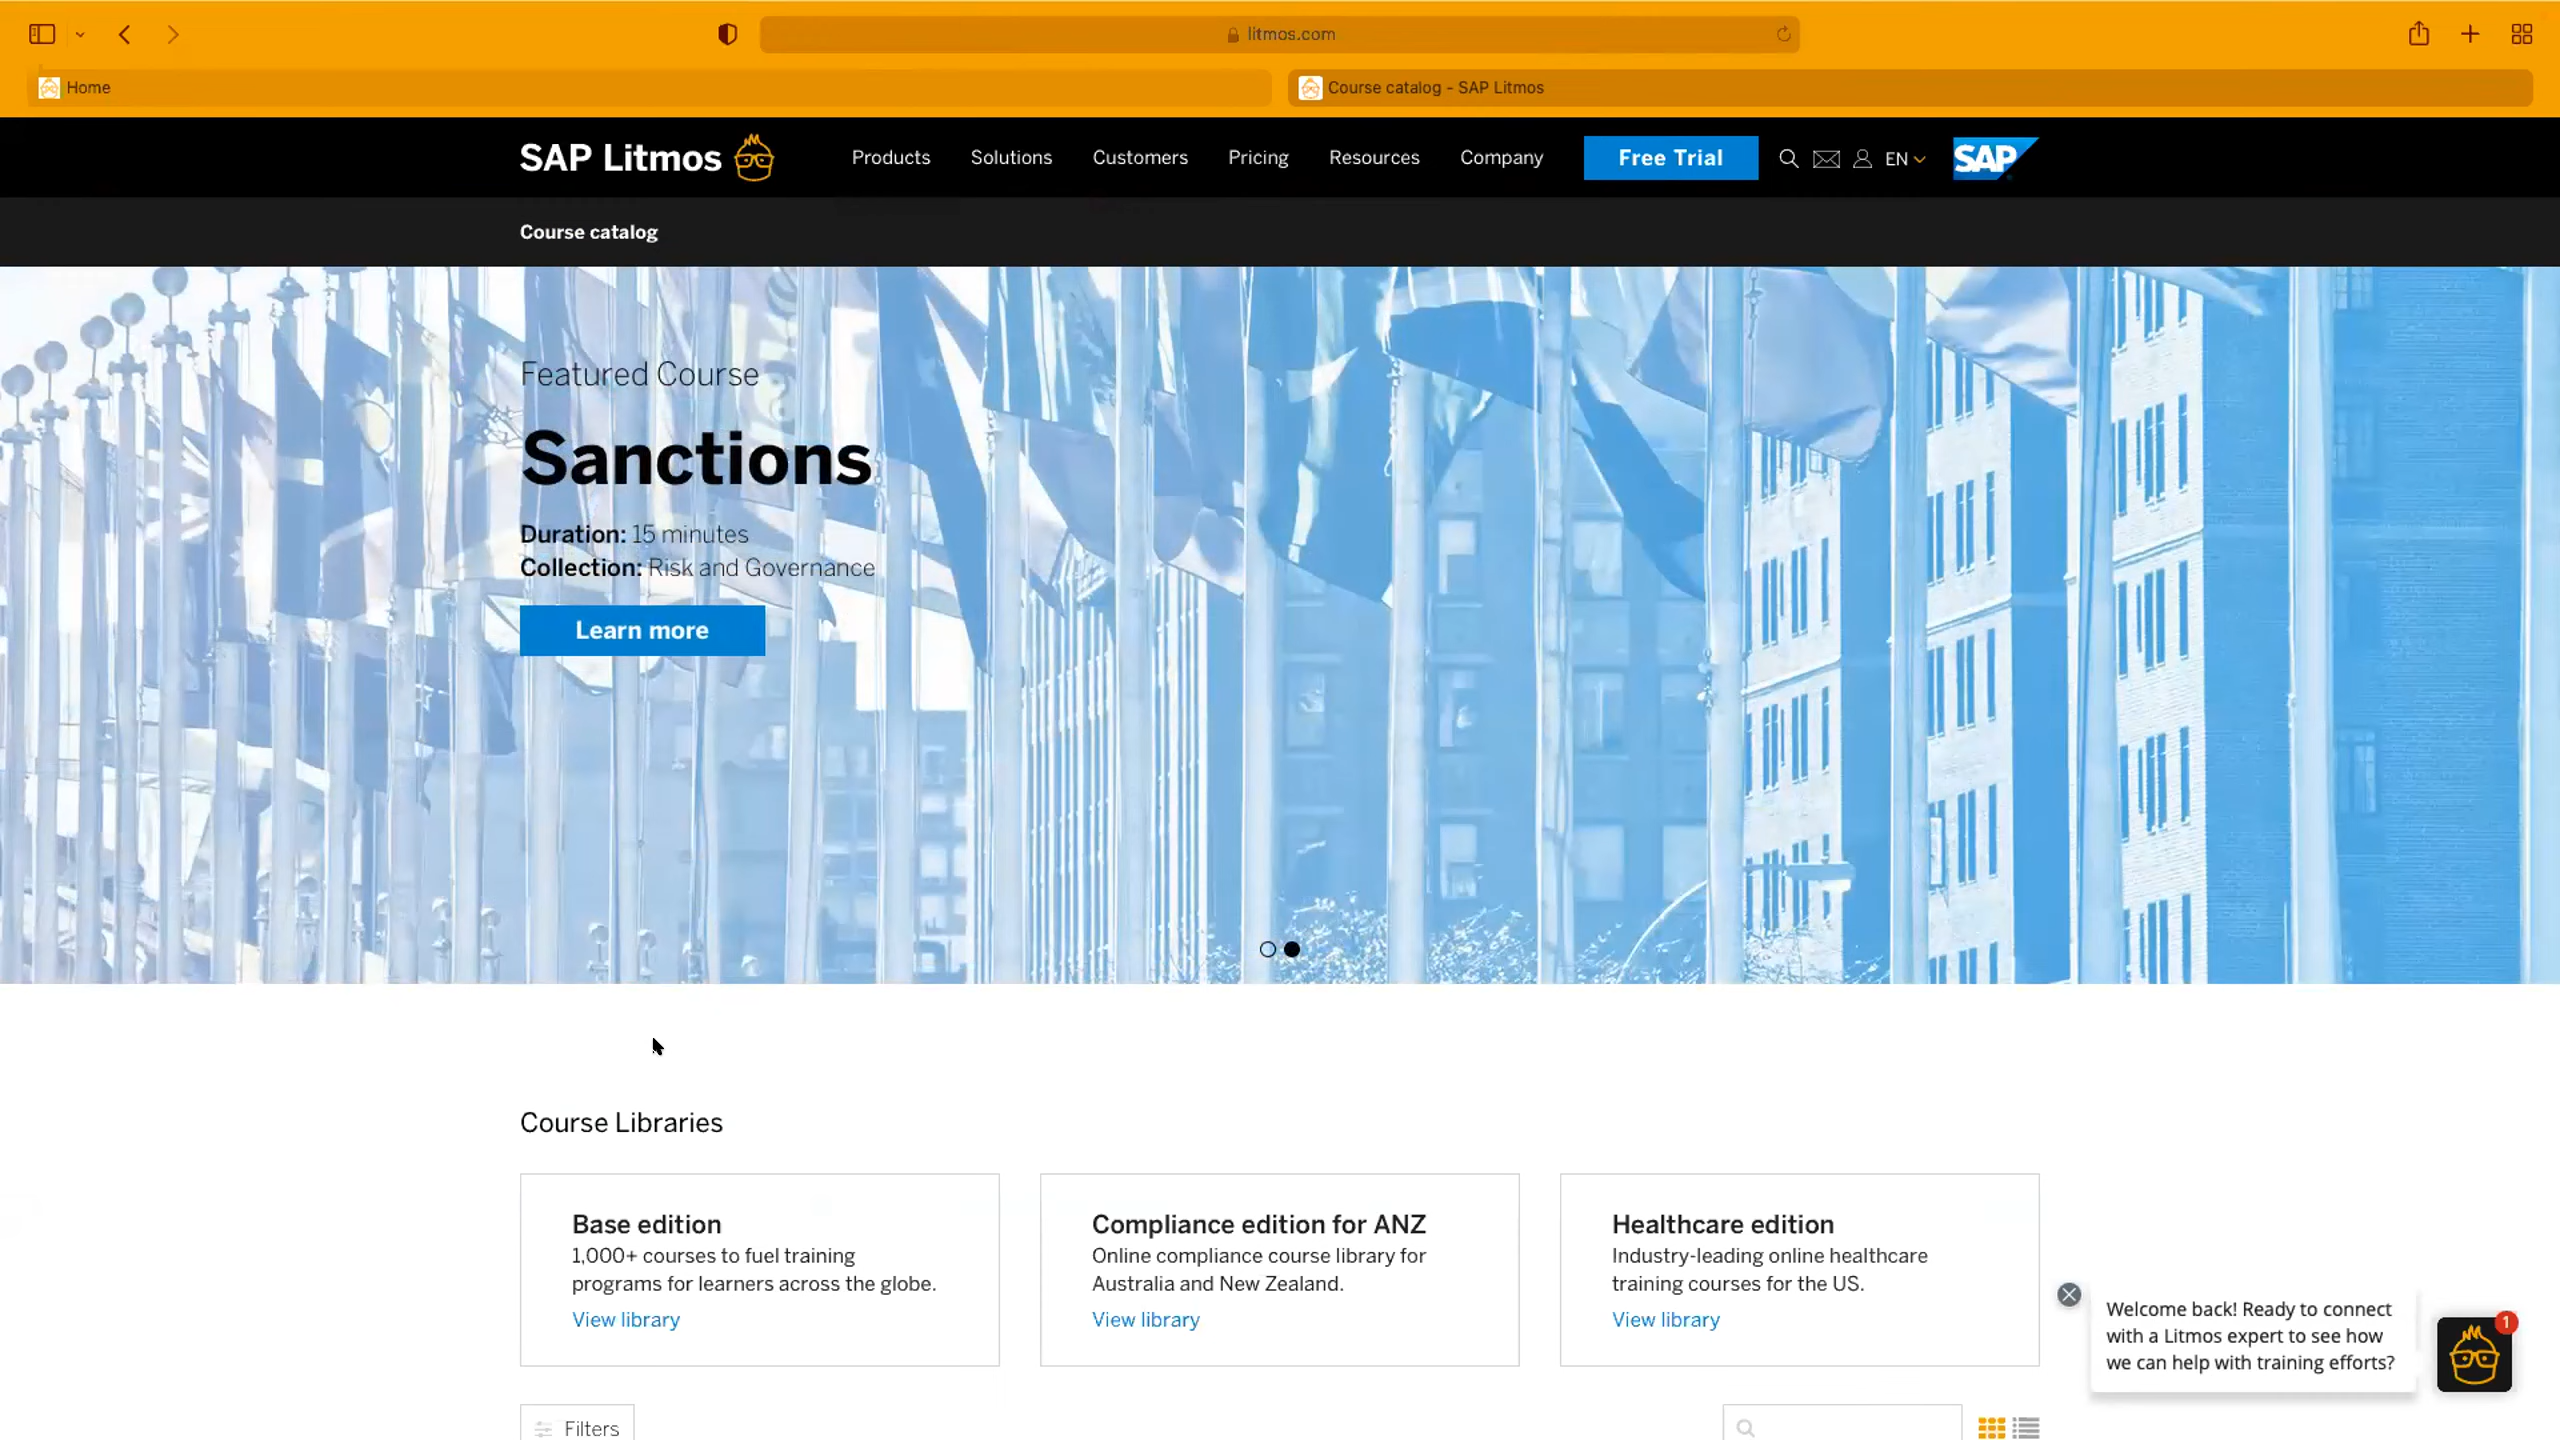 litmos.com
Home
Course catalog - SAP Litmos
SAP Litmos
Products
Solutions
Customers
Pricing
Resources
Company
Free Trial
EN
SAP
Course catalog
Featured Course
Sanctions
Duration: 15 minutes
Collection: Risk and Governance
Learn more
Course Libraries
Base edition
1,000+ courses to fuel training
programs for learners across the globe.
View library
Compliance edition for ANZ
Online compliance course library for
Australia and New Zealand.
View library
Healthcare edition
Industry-leading online healthcare
training courses for the US.
View library
Welcome back! Ready to connect
with a Litmos expert to see how
we can help with training efforts?
1
Filters